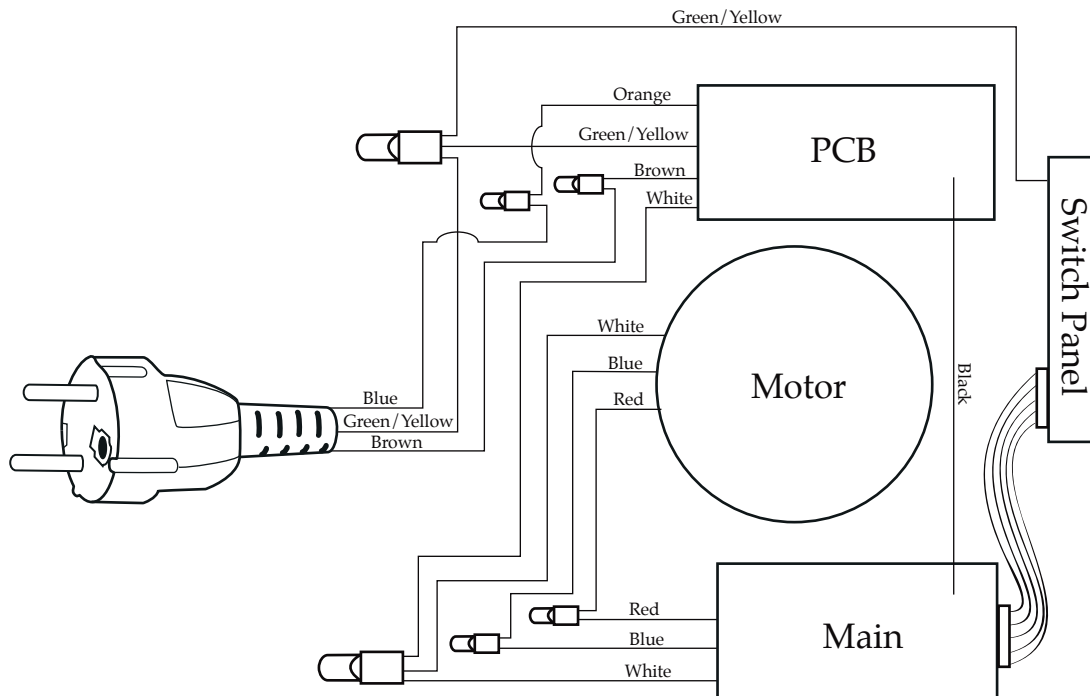 Green/Yellow
Orange
Green/Yellow
PCB
Brown
White
Switch Panel
White
Blue
Motor
Black
Red
Blue
Green/Yellow
Brown
Red
Blue
Main
White